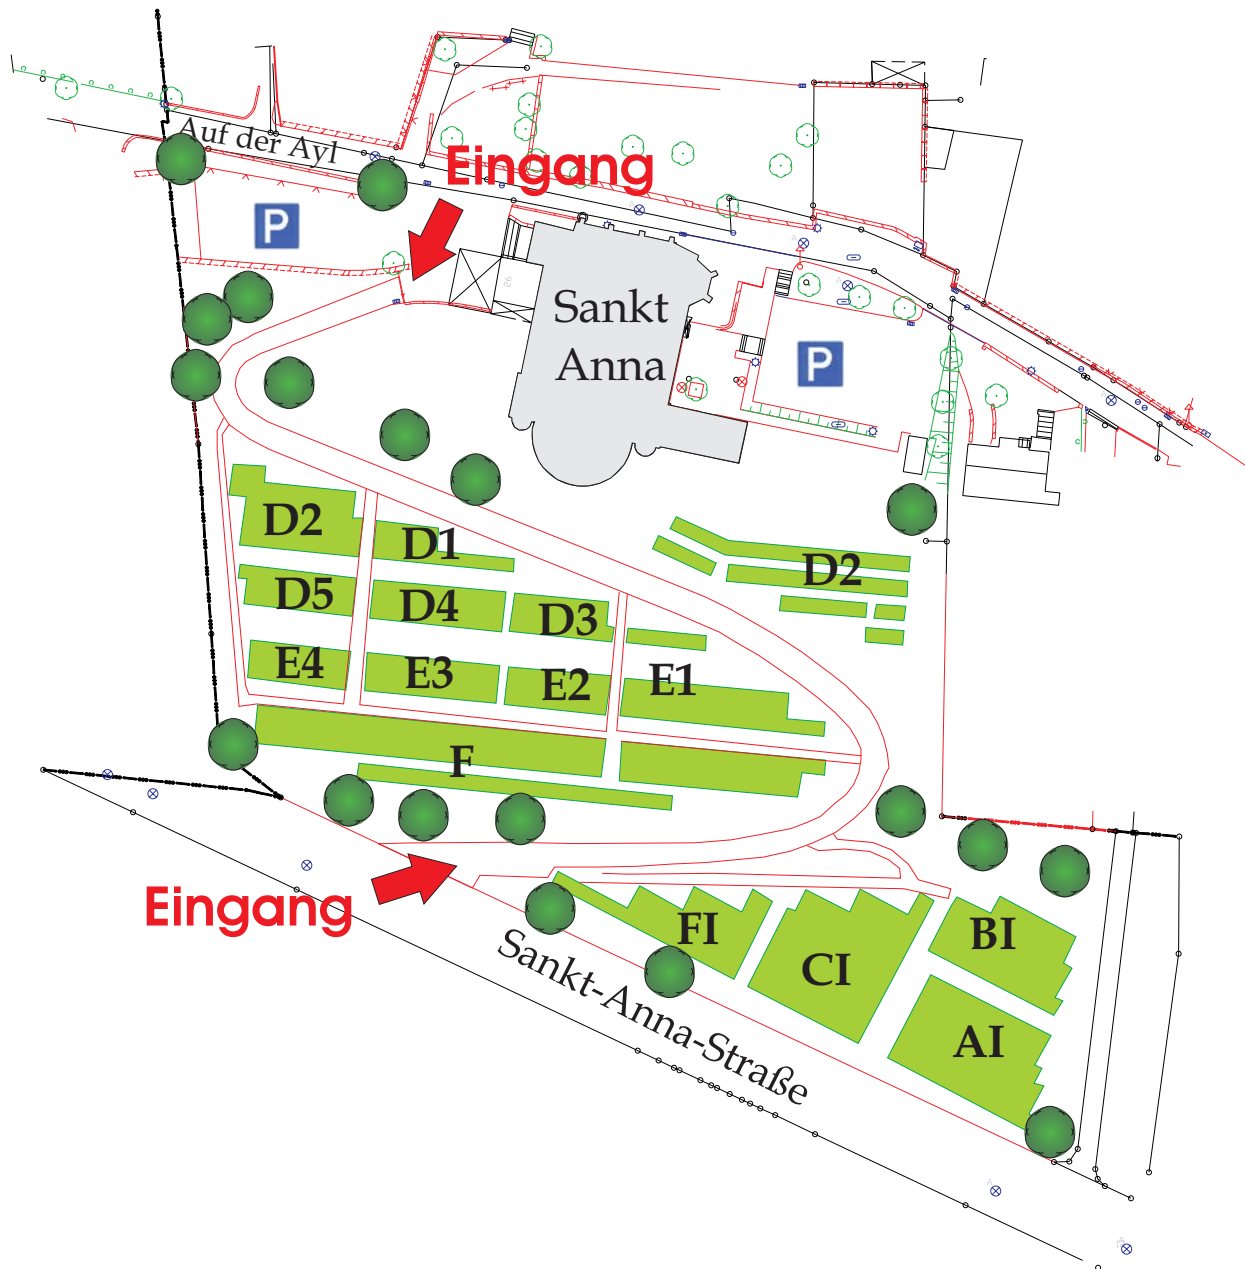 Auf der Ayl
Eingang
P
Sankt
Anna
P
D2
D1
D2
D5
D4
D3
E4
E3
E2
E1
F
Eingang
FI
CI
BI
AI
Sankt-Anna-Straße